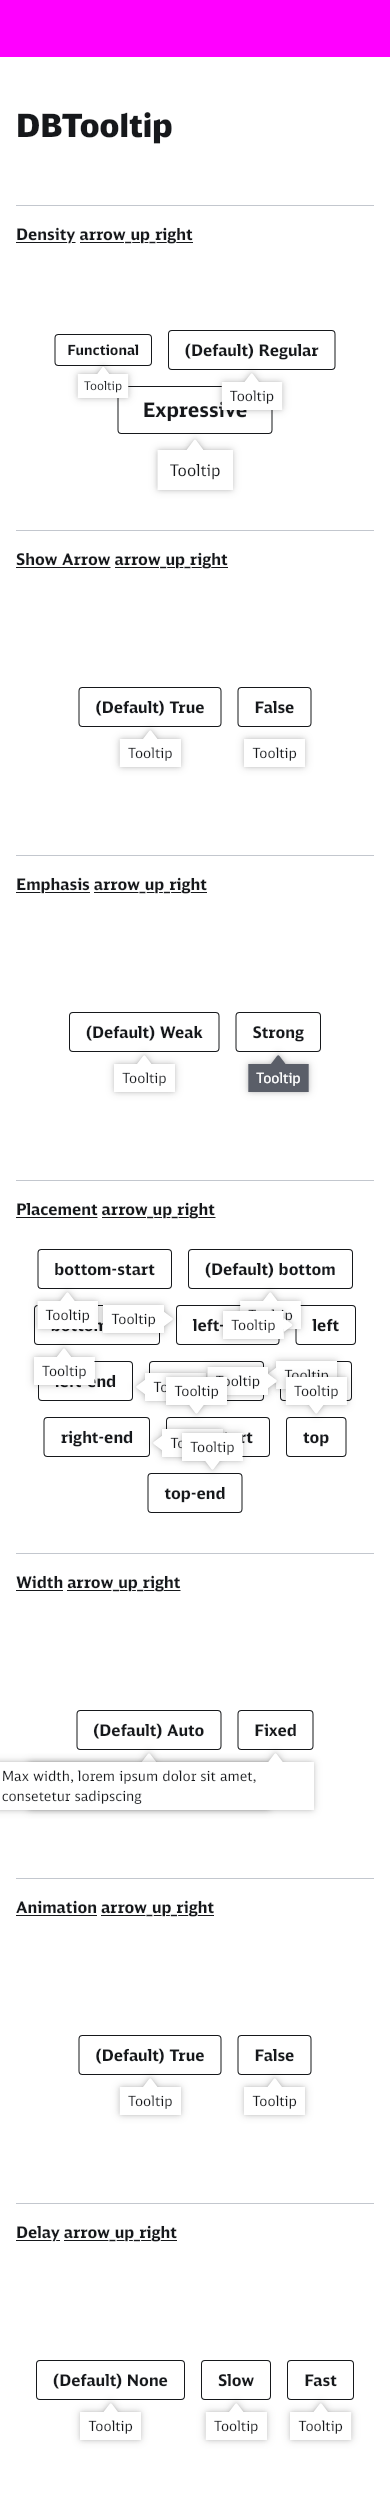 DBTooltip
Density arrow_up_right
Functional
(Default) Regular
Tooltip
Tooltip
Expressive
Tooltip
Show Arrow arrow_up_right
(Default) True
False
Tooltip
Tooltip
Emphasis arrow_up_right
(Default) Weak
Strong
Tooltip
Tooltip
Placement arrow_up_right
bottom-start
(Default) bottom
Tooltip
Tooltip
Tooltip
left
Tooltip
left-end
Tooltip
Tooltip
Tooltip
Tooltip
right-end
Tooltip
top
top-end
Width arrow_up_right
(Default) Auto
Fixed
Max width, lorem ipsum dolor sit amet,
consetetur sadipscing
Animation arrow_up_right
(Default) True
False
Tooltip
Tooltip
Delay arrow_up_right
(Default) None
Slow
Fast
Tooltip
Tooltip
Tooltip